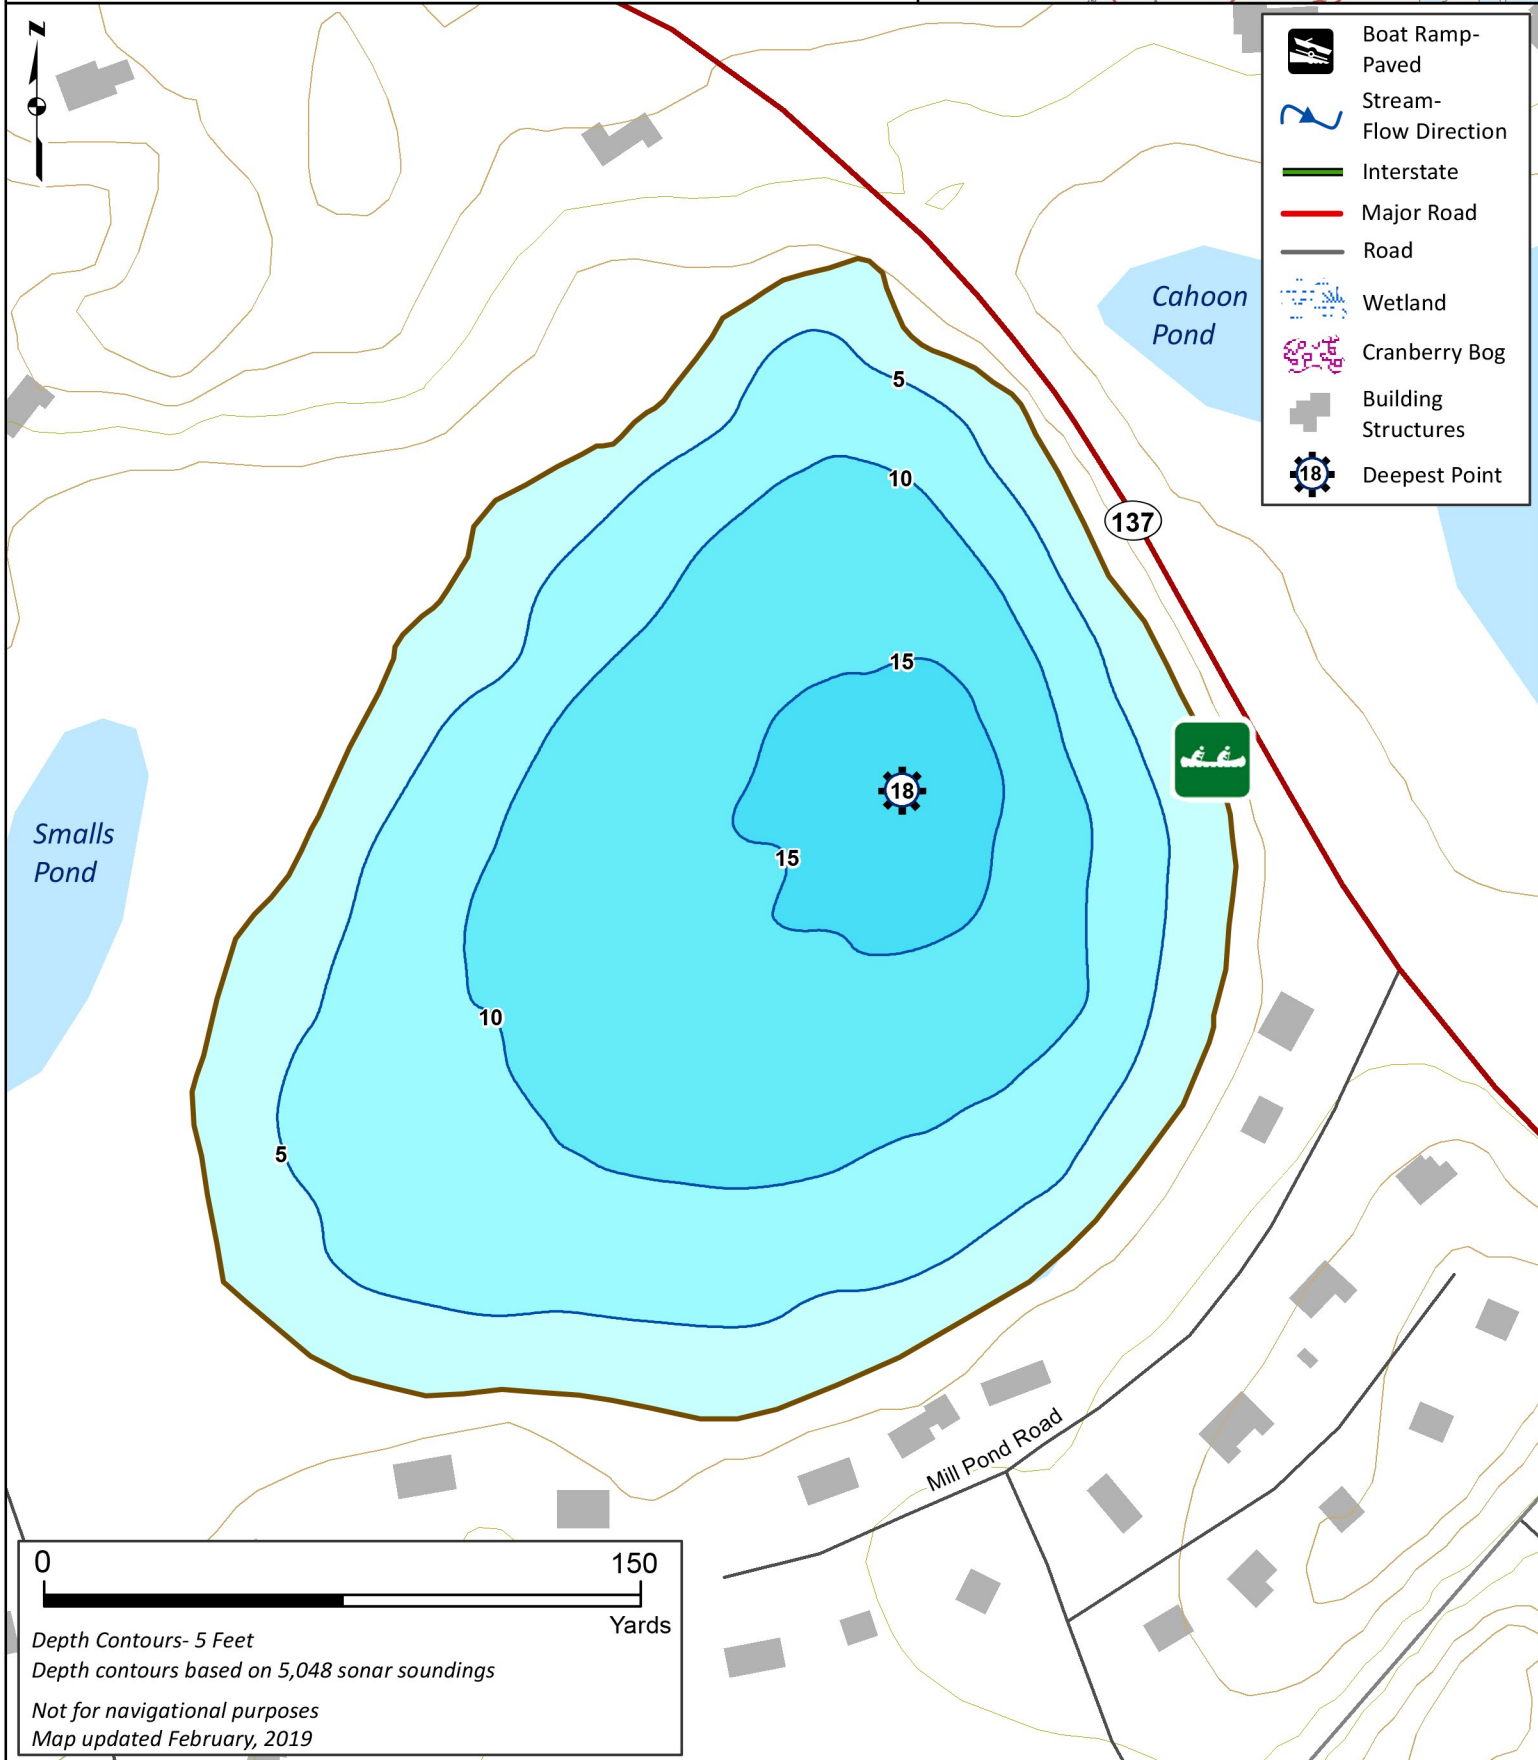 N
Boat Ramp-
Paved
Stream-
Flow Direction
Interstate
Major Road
Road
Wetland
Cranberry Bog
Building
Structures
18
Deepest Point
Cahoon
Pond
5
10
137
15
18
Smalls
Pond
15
10
5
Mill Pond Road
0 150
Yards
Depth Contours- 5 Feet
Depth contours based on 5,048 sonar soundings
Not for navigational purposes
Map updated February, 2019